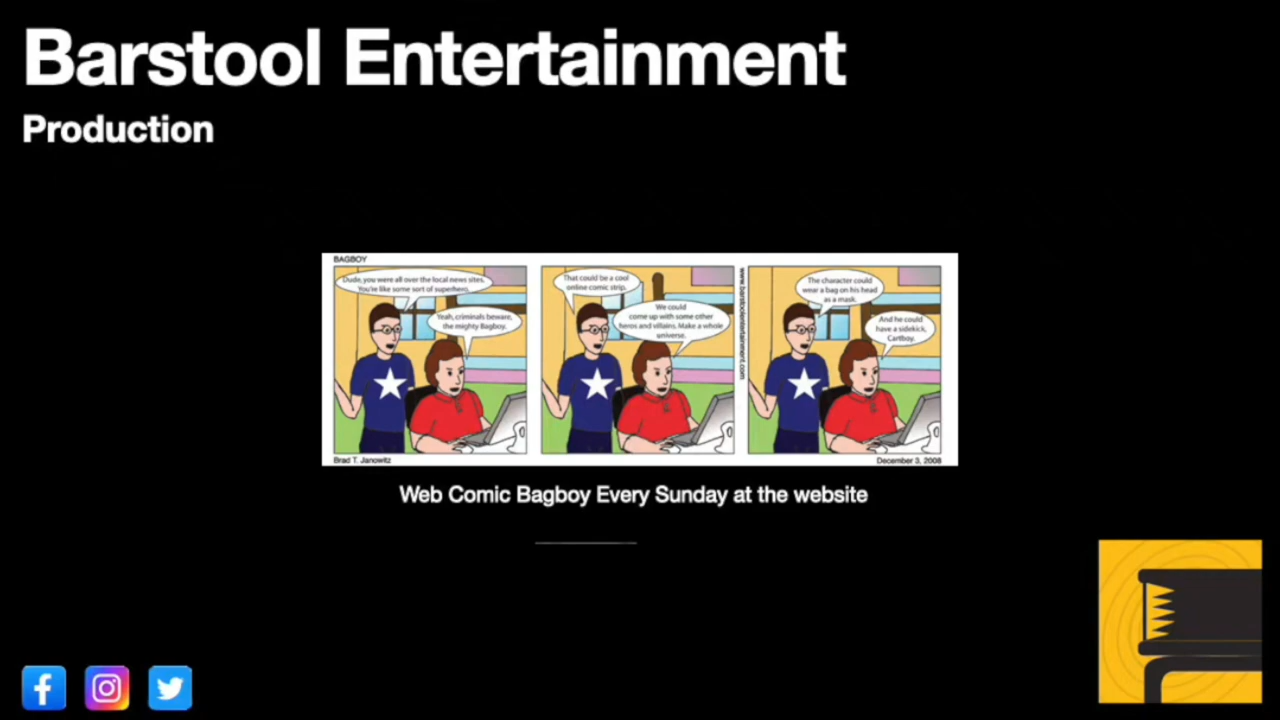 Barstool Entertainment
Production
BAGBOY
Dude, you were all over the local news sites.
You're like some sort of superhero.
Yeah, criminals beware,
the mighty Bagboy.
That could be a cool
online comic strip.
We could
come up with some other
heros and villains. Make a whole
universe.
www.barstoolentertainment.com
The character could
wear a bag on his head
as a mask.
And he could
have a sidekick,
Cartboy.
Brad T. Janowitz
December 3, 2008
Web Comic Bagboy Every Sunday at the website